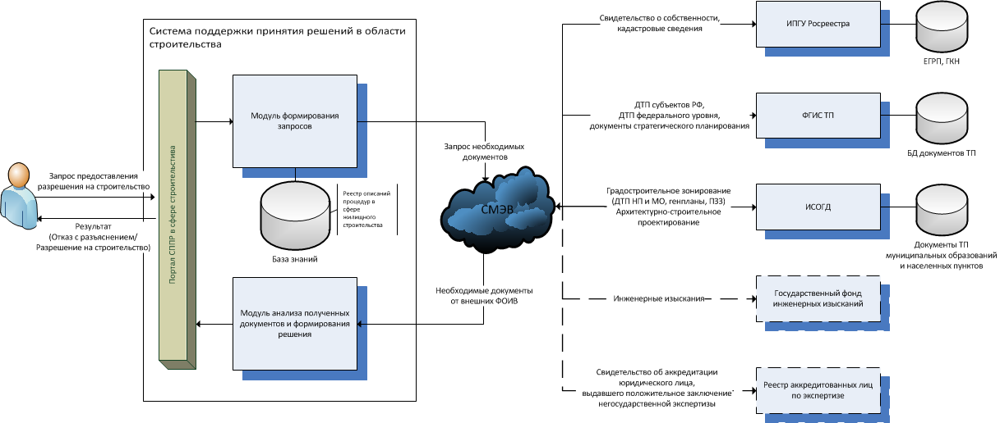 Система поддержки принятия решений в области
строительства
Запрос предоставления
разрешения на строительство
Результат
(Отказ с разъяснением/
Разрешение на строительство)
Портал СППР в сфере строительства
Модуль формирования
запросов
Реестр описаний
процедур в
сфере
жилищного
строительства
База знаний
Модуль анализа полученных
документов и формирования
решения
Запрос необходимых
документов
СМЭВ
Необходимые документы
от внешних ФОИВ
Свидетельство о собственности,
кадастровые сведения
ИПГУ Росреестра
ЕГРП, ГКН
ДТП субъектов РФ,
ДТП федерального уровня,
документы стратегического планирования
ФГИС ТП
БД документов ТП
Градостроительное зонирование
(ДТП НП и МО, генпланы, ПЗЗ)
Архитектурно-строительное
проектирование
ИСОГД
Документы ТП
муниципальных образований
и населенных пунктов
Инженерные изыскания
Государственный фонд
инженерных изысканий
Свидетельство об аккредитации
юридического лица,
выдавшего положительное заключение
негосударственной экспертизы
Реестр аккредитованных лиц
по экспертизе